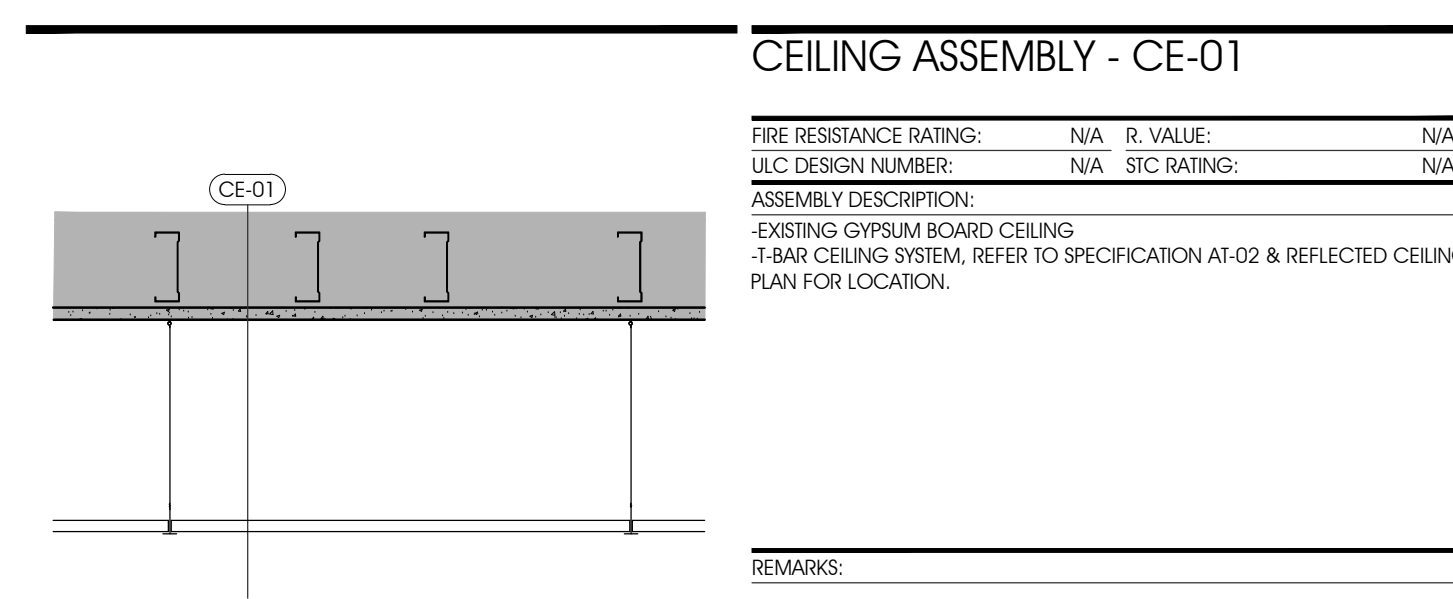 CEILING ASSEMBLY - CE-01
FIRE RESISTANCE RATING: N/A R. VALUE: N/A
ULC DESIGN NUMBER: N/A STC RATING: N/A
ASSEMBLY DESCRIPTION:
-EXISTING GYPSUM BOARD CEILING
-T-BAR CEILING SYSTEM, REFER TO SPECIFICATION AT-02 & REFLECTED CEILING
PLAN FOR LOCATION.
REMARKS:
CE-01